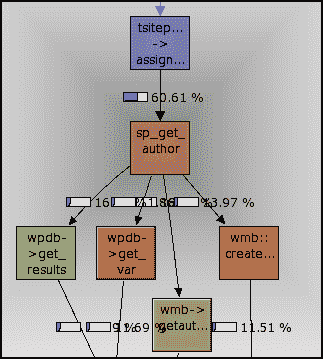 tsitep...
->
assign...
60.61 %
sp_get_
author
16
13.97 %
wpdb-
>get_
results
wpdb-
>get_
var
wmb::
create...
wmb->
getaut...
11.51 %